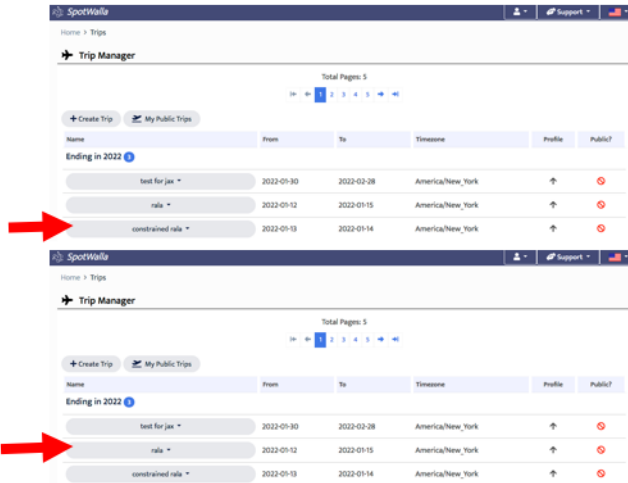 SpotWalla Support
Home > Trips
Trip Manager
Total Pages: 5
1 2 3 4 5
+ Create Trip My Public Trips
Name From To Timezone Profile Public?
Ending in 2022 3
test for jax 2022-01-30 2022-02-28 America/New_York
rala 2022-01-12 2022-01-15 America/New_York
constrained rala 2022-01-13 2022-01-14 America/New_York
SpotWalla Support
Home > Trips
Trip Manager
Total Pages: 5
1 2 3 4 5
+ Create Trip My Public Trips
Name From To Timezone Profile Public?
Ending in 2022 3
test for jax 2022-01-30 2022-02-28 America/New_York
rala 2022-01-12 2022-01-15 America/New_York
constrained rala 2022-01-13 2022-01-14 America/New_York